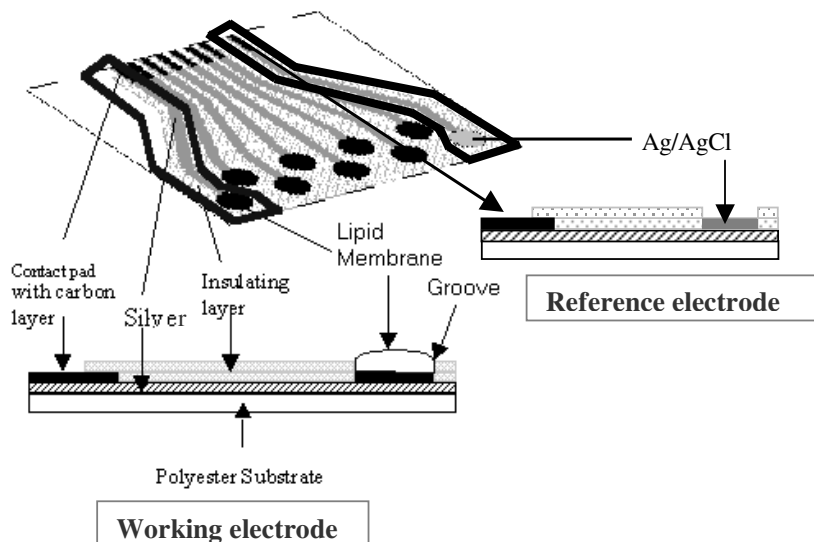 Ag/AgCl
Lipid
Membrane
Groove
Reference electrode
Contact pad
with carbon
layer
Silver
Insulating
layer
Polyester Substrate
Working electrode